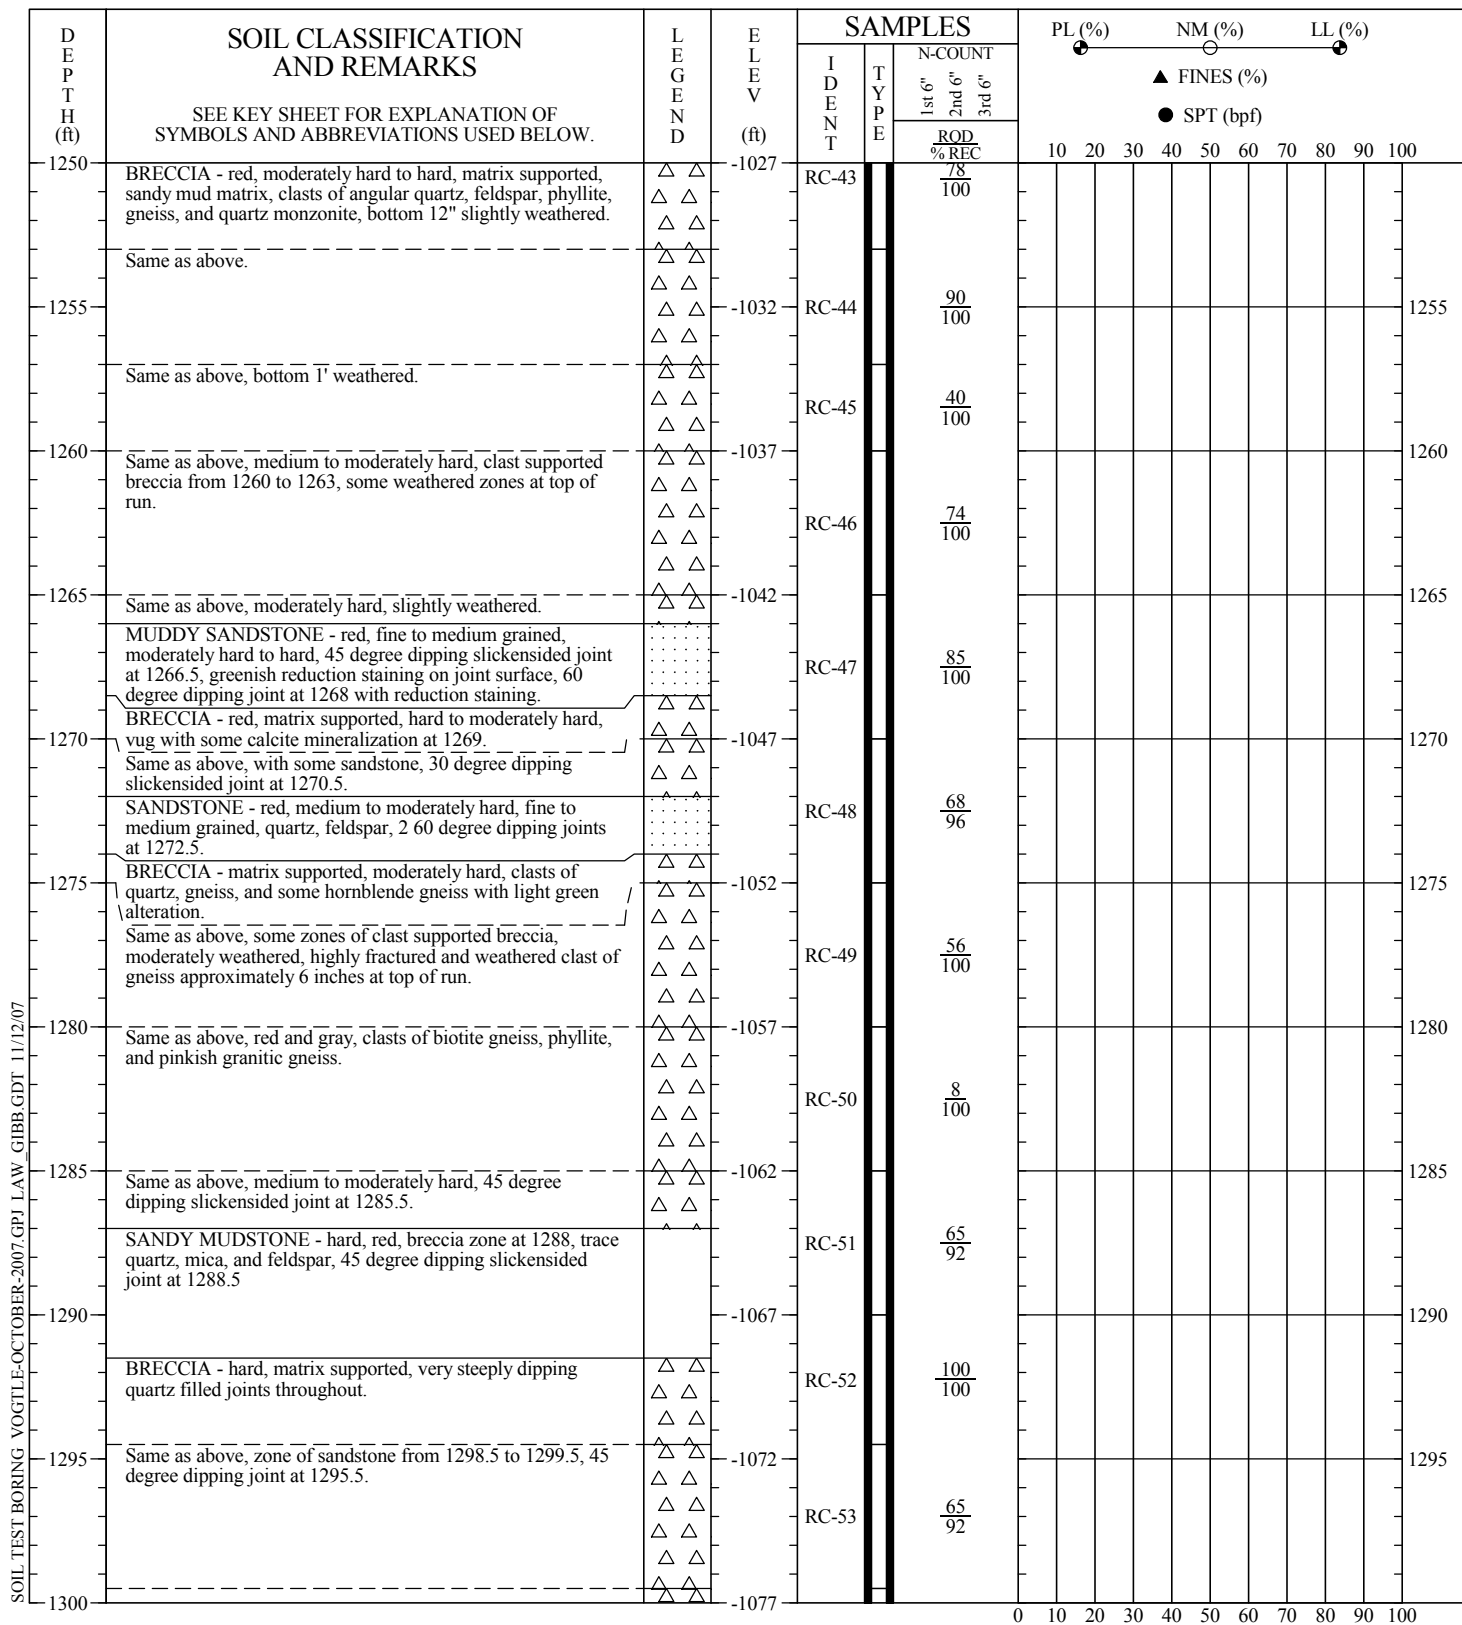 DEPTH (ft)
SOIL CLASSIFICATION
AND REMARKS
SEE KEY SHEET FOR EXPLANATION OF
SYMBOLS AND ABBREVIATIONS USED BELOW.
LEGEND
ELEV (ft)
SAMPLES
IDENT
TYPE
N-COUNT
1st 6"
2nd 6"
3rd 6"
RQD
% REC
PL (%) NM (%) LL (%)
▲ FINES (%)
● SPT (bpf)
10 20 30 40 50 60 70 80 90 100
1250 -1027
BRECCIA - red, moderately hard to hard, matrix supported,
sandy mud matrix, clasts of angular quartz, feldspar, phyllite,
gneiss, and quartz monzonite, bottom 12" slightly weathered.
RC-43 78
100
Same as above.
1255 -1032 RC-44 90 1255
100
Same as above, bottom 1' weathered.
RC-45 40
100
1260 -1037 1260
Same as above, medium to moderately hard, clast supported
breccia from 1260 to 1263, some weathered zones at top of
run.
RC-46 74
100
1265 -1042 1265
Same as above, moderately hard, slightly weathered.
MUDDY SANDSTONE - red, fine to medium grained,
moderately hard to hard, 45 degree dipping slickensided joint
at 1266.5, greenish reduction staining on joint surface, 60
degree dipping joint at 1268 with reduction staining.
RC-47 85
100
BRECCIA - red, matrix supported, hard to moderately hard,
vug with some calcite mineralization at 1269.
1270 -1047 1270
Same as above, with some sandstone, 30 degree dipping
slickensided joint at 1270.5.
SANDSTONE - red, medium to moderately hard, fine to
medium grained, quartz, feldspar, 2 60 degree dipping joints
at 1272.5.
RC-48 68
96
BRECCIA - matrix supported, moderately hard, clasts of
quartz, gneiss, and some hornblende gneiss with light green
alteration.
1275 -1052 1275
Same as above, some zones of clast supported breccia,
moderately weathered, highly fractured and weathered clast of
gneiss approximately 6 inches at top of run.
RC-49 56
100
1280 -1057 1280
Same as above, red and gray, clasts of biotite gneiss, phyllite,
and pinkish granitic gneiss.
RC-50 8
100
1285 -1062 1285
Same as above, medium to moderately hard, 45 degree
dipping slickensided joint at 1285.5.
SANDY MUDSTONE - hard, red, breccia zone at 1288, trace
quartz, mica, and feldspar, 45 degree dipping slickensided
joint at 1288.5
RC-51 65
92
1290 -1067 1290
BRECCIA - hard, matrix supported, very steeply dipping
quartz filled joints throughout.
RC-52 100
100
1295 -1072 1295
Same as above, zone of sandstone from 1298.5 to 1299.5, 45
degree dipping joint at 1295.5.
RC-53 65
92
1300 -1077
0 10 20 30 40 50 60 70 80 90 100
SOIL TEST BORING VOGTLE-OCTOBER-2007.GPJ LAW_GIBB.GDT 11/12/07